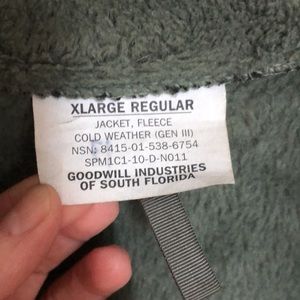 XLARGE REGULAR
JACKET, FLEECE
COLD WEATHER (GEN III)
NSN: 8415-01-538-6754
SPM1C1-10-D-N011
GOODWILL INDUSTRIES
OF SOUTH FLORIDA